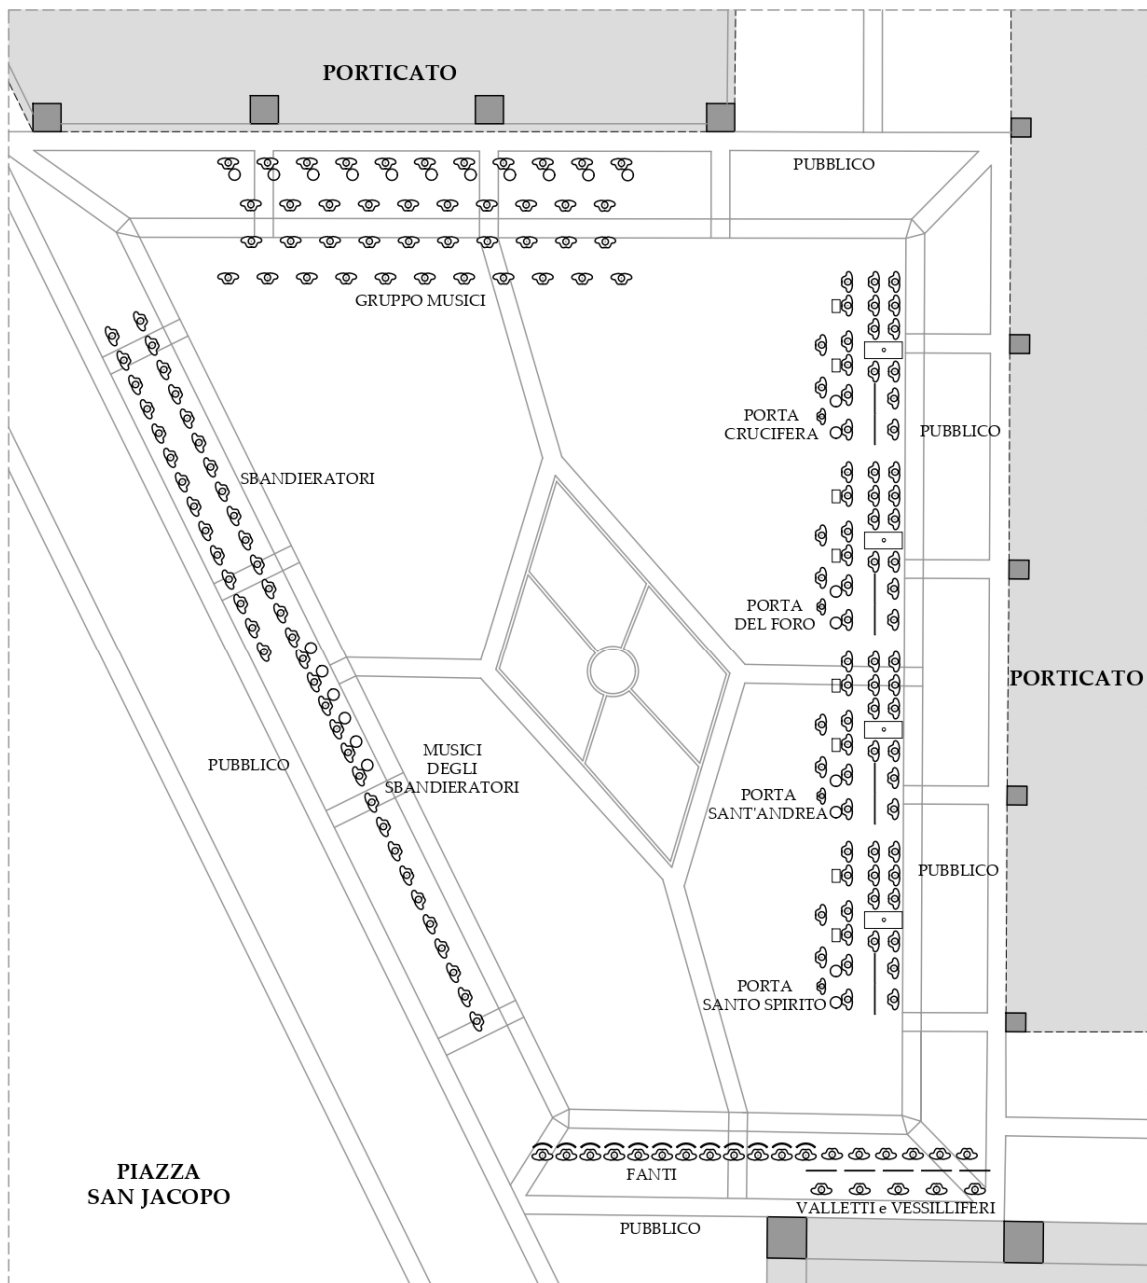 PORTICATO
PUBBLICO
GRUPPO MUSICI
PORTA
CRUCIFERA
PUBBLICO
SBANDIERATORI
PORTA
DEL FORO
PORTICATO
MUSICI
DEGLI
SBANDIERATORI
PUBBLICO
PORTA
SANT'ANDREA
PUBBLICO
PORTA
SANTO SPIRITO
PIAZZA
SAN JACOPO
FANTI
VALLETTI e VESSILLIFERI
PUBBLICO